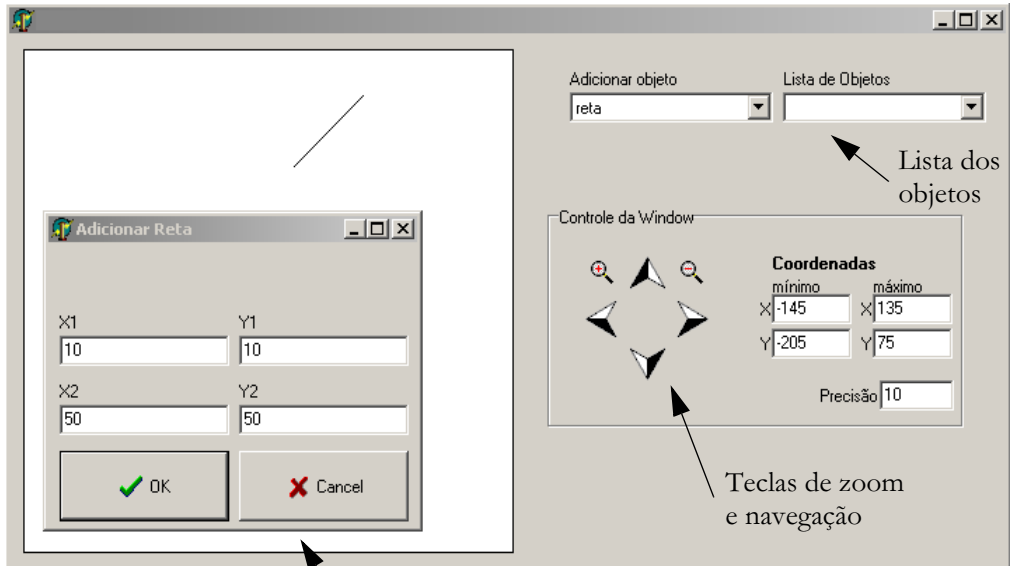 Adicionar objeto
Lista de Objetos
reta
Lista dos
objetos
Adicionar Reta
X1
Y1
10
10
X2
Y2
50
50
OK
Cancel
Controle da Window
Coordenadas
mínimo
máximo
X -145
X 135
Y -205
Y 75
Precisão 10
Teclas de zoom
e navegação